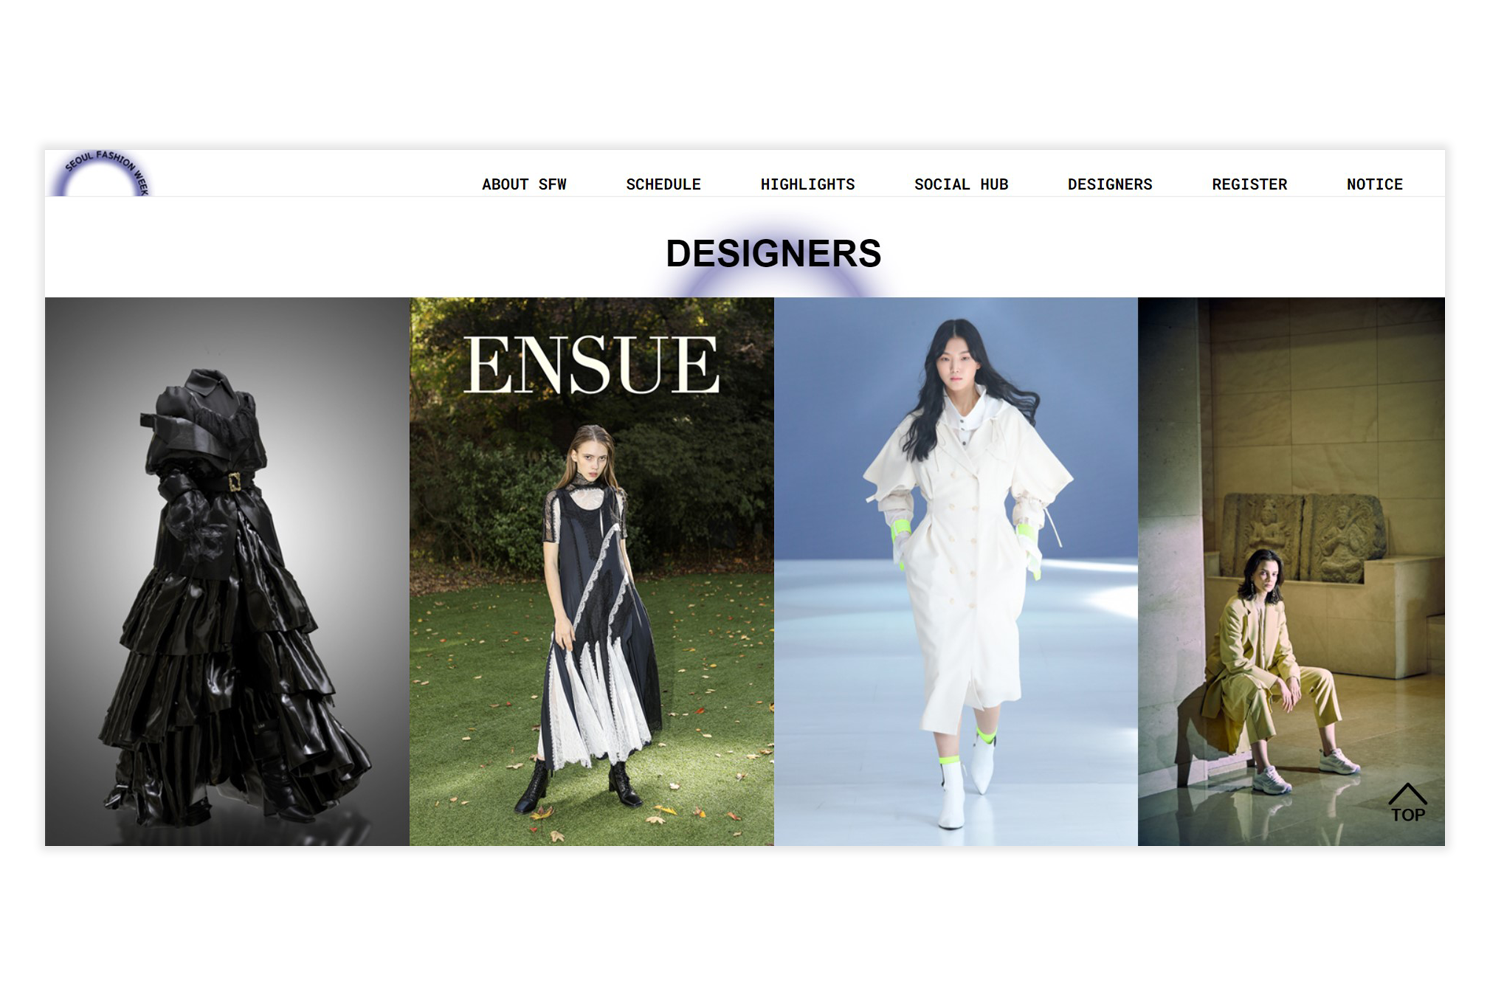 SEOUL FASHION WEEK
ABOUT SFW
SCHEDULE
HIGHLIGHTS
SOCIAL HUB
DESIGNERS
REGISTER
NOTICE
DESIGNERS
ENSUE
TOP